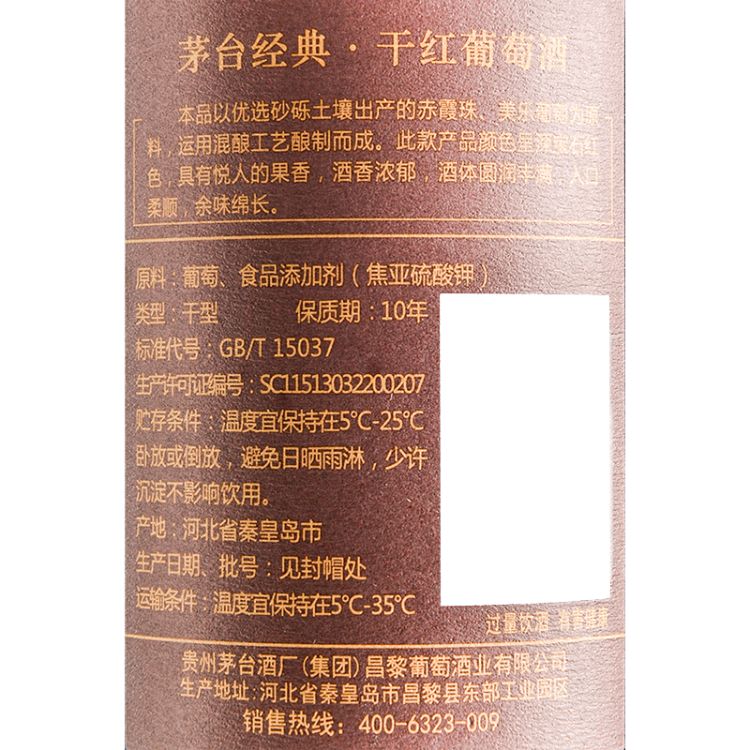 茅台经典·干红葡萄酒
本品以优选砂砾土壤出产的赤霞珠、美乐葡萄为原
料，运用混酿工艺酿制而成。此款产品颜色呈深宝石红
色，具有悦人的果香，酒香浓郁，酒体圆润丰满，入口
柔顺，余味绵长。
原料：葡萄、食品添加剂（焦亚硫酸钾）
类型：干型 保质期：10年
标准代号：GB/T 15037
生产许可证编号：SC11513032200207
贮存条件：温度宜保持在5℃-25℃
卧放或倒放，避免日晒雨淋，少许
沉淀不影响饮用。
产地：河北省秦皇岛市
生产日期、批号：见封帽处
运输条件：温度宜保持在5℃-35℃
过量饮酒 有害健康
贵州茅台酒厂(集团)昌黎葡萄酒业有限公司
生产地址:河北省秦皇岛市昌黎县东部工业园区
销售热线：400-6323-009